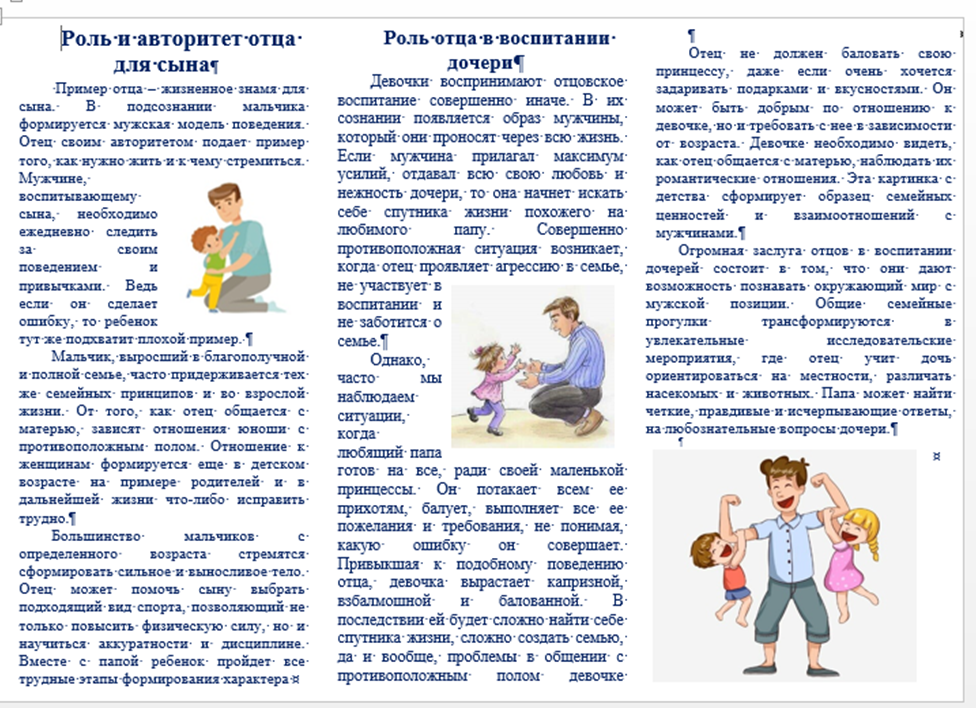 Роль и авторитет отца
для сына
Пример отца – жизненное знамя для
сына. В подсознании мальчика
формируется мужская модель поведения.
Отец своим авторитетом подает пример
того, как нужно жить и к чему стремиться.
Мужчине,
воспитывающему
сына, необходимо
ежедневно следить
за своим
поведением и
привычками. Ведь
если он сделает
ошибку, то ребенок
тут же подхватит плохой пример.
Мальчик, выросший в благополучной
и полной семье, часто придерживается тех
же семейных принципов и во взрослой
жизни. От того, как отец общается с
матерью, зависят отношения юноши с
противоположным полом. Отношение к
женщинам формируется еще в детском
возрасте на примере родителей и в
дальнейшей жизни что-либо исправить
трудно.
Большинство мальчиков с
определенного возраста стремятся
сформировать сильное и выносливое тело.
Отец может помочь сыну выбрать
подходящий вид спорта, позволяющий не
только повысить физическую силу, но и
научиться аккуратности и дисциплине.
Вместе с папой ребенок пройдет все
трудные этапы формирования характера
Роль отца в воспитании
дочери
Девочки воспринимают отцовское
воспитание совершенно иначе. В их
сознании появляется образ мужчины,
который они проносят через всю жизнь.
Если мужчина прилагал максимум
усилий, отдавал всю свою любовь и
нежность дочери, то она начнет искать
себе спутника жизни похожего на
любимого папу. Совершенно
противоположная ситуация возникает,
когда отец проявляет агрессию в семье,
не участвует в
воспитании и
не заботится о
семье.
Однако,
часто мы
наблюдаем
ситуации,
когда
любящий папа
готов на все, ради своей маленькой
принцессы. Он потакает всем ее
прихотям, балует, выполняет все ее
пожелания и требования, не понимая,
какую ошибку он совершает.
Привыкшая к подобному поведению
отца, девочка вырастает капризной,
взбалмошной и балованной. В
последствии ей будет сложно найти себе
спутника жизни, сложно создать семью,
да и вообще, проблемы в общении с
противоположным полом девочке
Отец не должен баловать свою
принцессу, даже если очень хочется
задаривать подарками и вкусностями. Он
может быть добрым по отношению к
девочке, но и требовать с нее в зависимости
от возраста. Девочке необходимо видеть,
как отец общается с матерью, наблюдать их
романтические отношения. Эта картинка с
детства сформирует образец семейных
ценностей и взаимоотношений с
мужчинами.
Огромная заслуга отцов в воспитании
дочерей состоит в том, что они дают
возможность познавать окружающий мир с
мужской позиции. Общие семейные
прогулки трансформируются в
увлекательные исследовательские
мероприятия, где отец учит дочь
ориентироваться на местности, различать
насекомых и животных. Папа может найти
четкие, правдивые и исчерпывающие ответы,
на любознательные вопросы дочери.